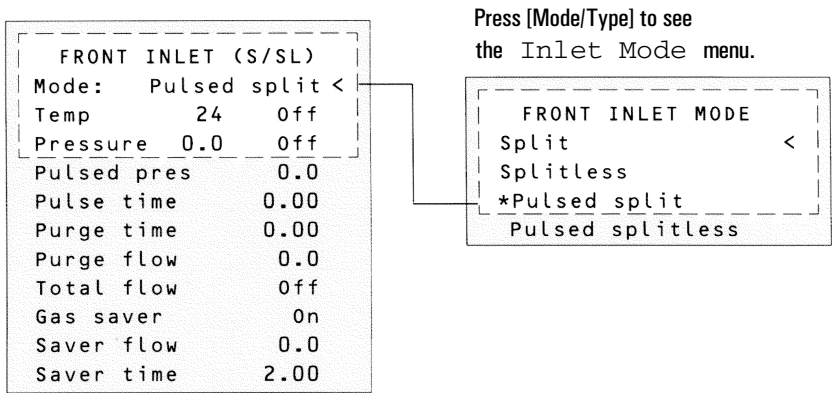 FRONT INLET (S/SL)
Mode: Pulsed split <
Temp 24 Off
Pressure 0.0 Off
Pulsed pres 0.0
Pulse time 0.00
Purge time 0.00
Purge flow 0.0
Total flow Off
Gas saver On
Saver flow 0.0
Saver time 2.00
Press [Mode/Type] to see
the Inlet Mode menu.
FRONT INLET MODE
Split <
Splitless
*Pulsed split
Pulsed splitless